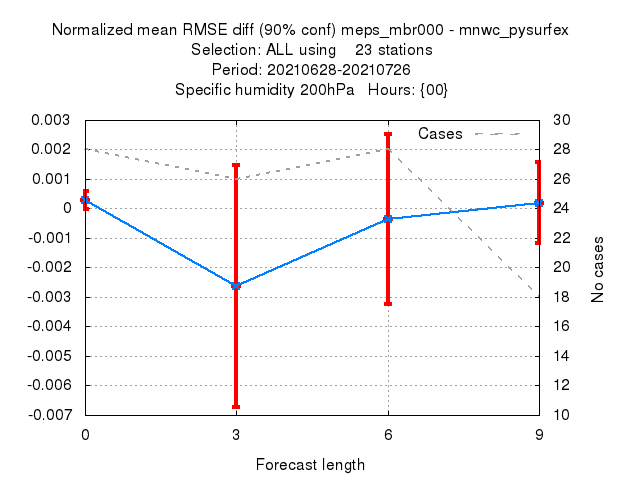 Normalized mean RMSE diff (90% conf) meps_mbr000 - mnwc_pysurfex
Selection: ALL using    23 stations
Period: 20210628-20210726
Specific humidity 200hPa   Hours: {00}
0.003
0.002
0.001
0
-0.001
-0.002
-0.003
-0.004
-0.005
-0.006
-0.007
Cases
30
28
26
24
22
20
18
16
14
12
10
No cases
0 3 6 9
Forecast length